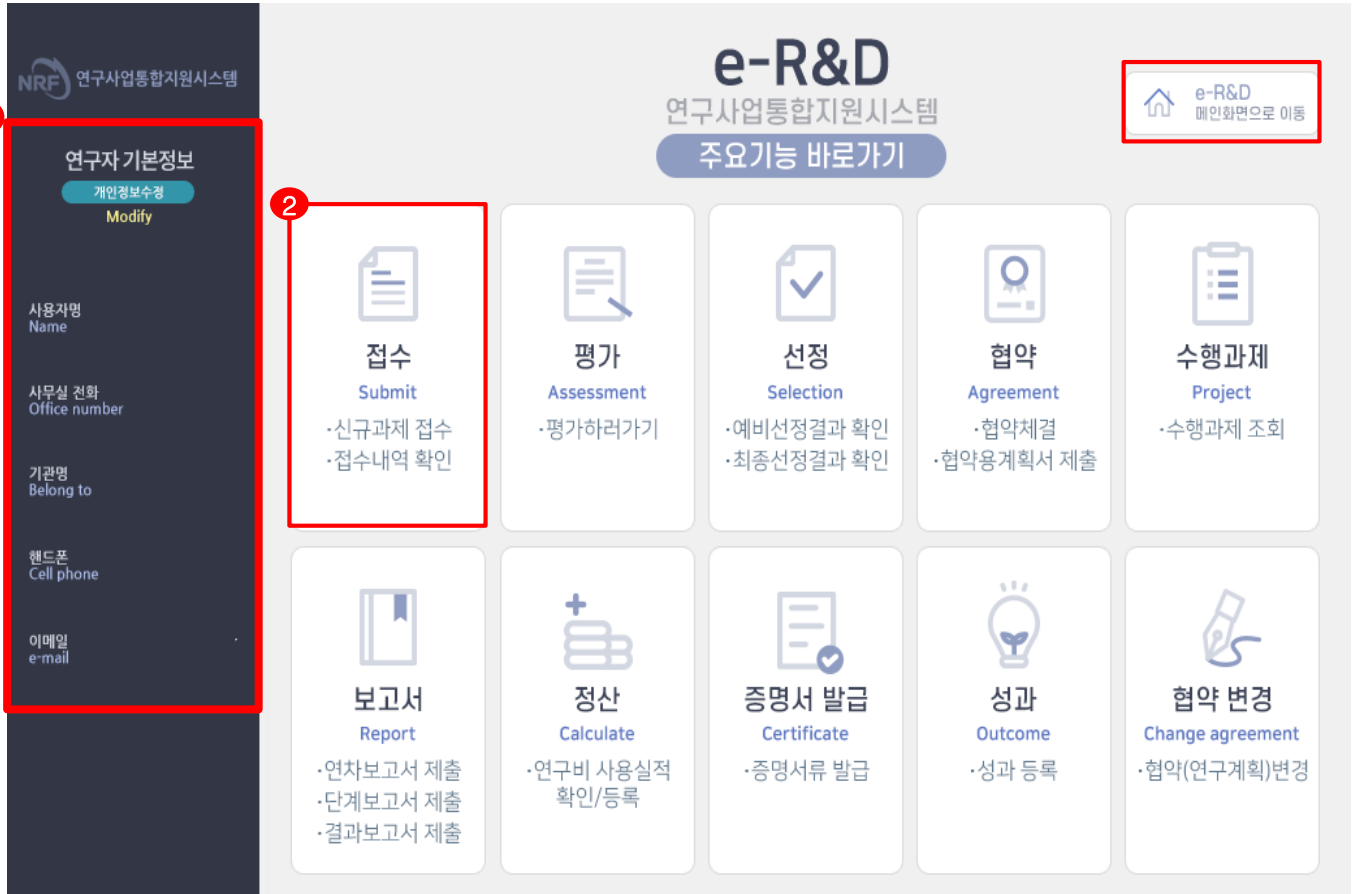 NRF 연구사업통합지원시스템
연구자 기본정보
개인정보수정
Modify
사용자명
Name
사무실 전화
Office number
기관명
Belong to
핸드폰
Cell phone
이메일
e-mail
e-R&D
연구사업통합지원시스템
주요기능 바로가기
e-R&D
메인화면으로 이동
2
접수
Submit
·신규과제 접수
·접수내역 확인
평가
Assessment
·평가하러가기
선정
Selection
·예비선정결과 확인
·최종선정결과 확인
협약
Agreement
·협약체결
·협약용계획서 제출
수행과제
Project
·수행과제 조회
보고서
Report
·연차보고서 제출
·단계보고서 제출
·결과보고서 제출
정산
Calculate
·연구비 사용실적
확인/등록
증명서 발급
Certificate
·증명서류 발급
성과
Outcome
·성과 등록
협약 변경
Change agreement
·협약(연구계획)변경